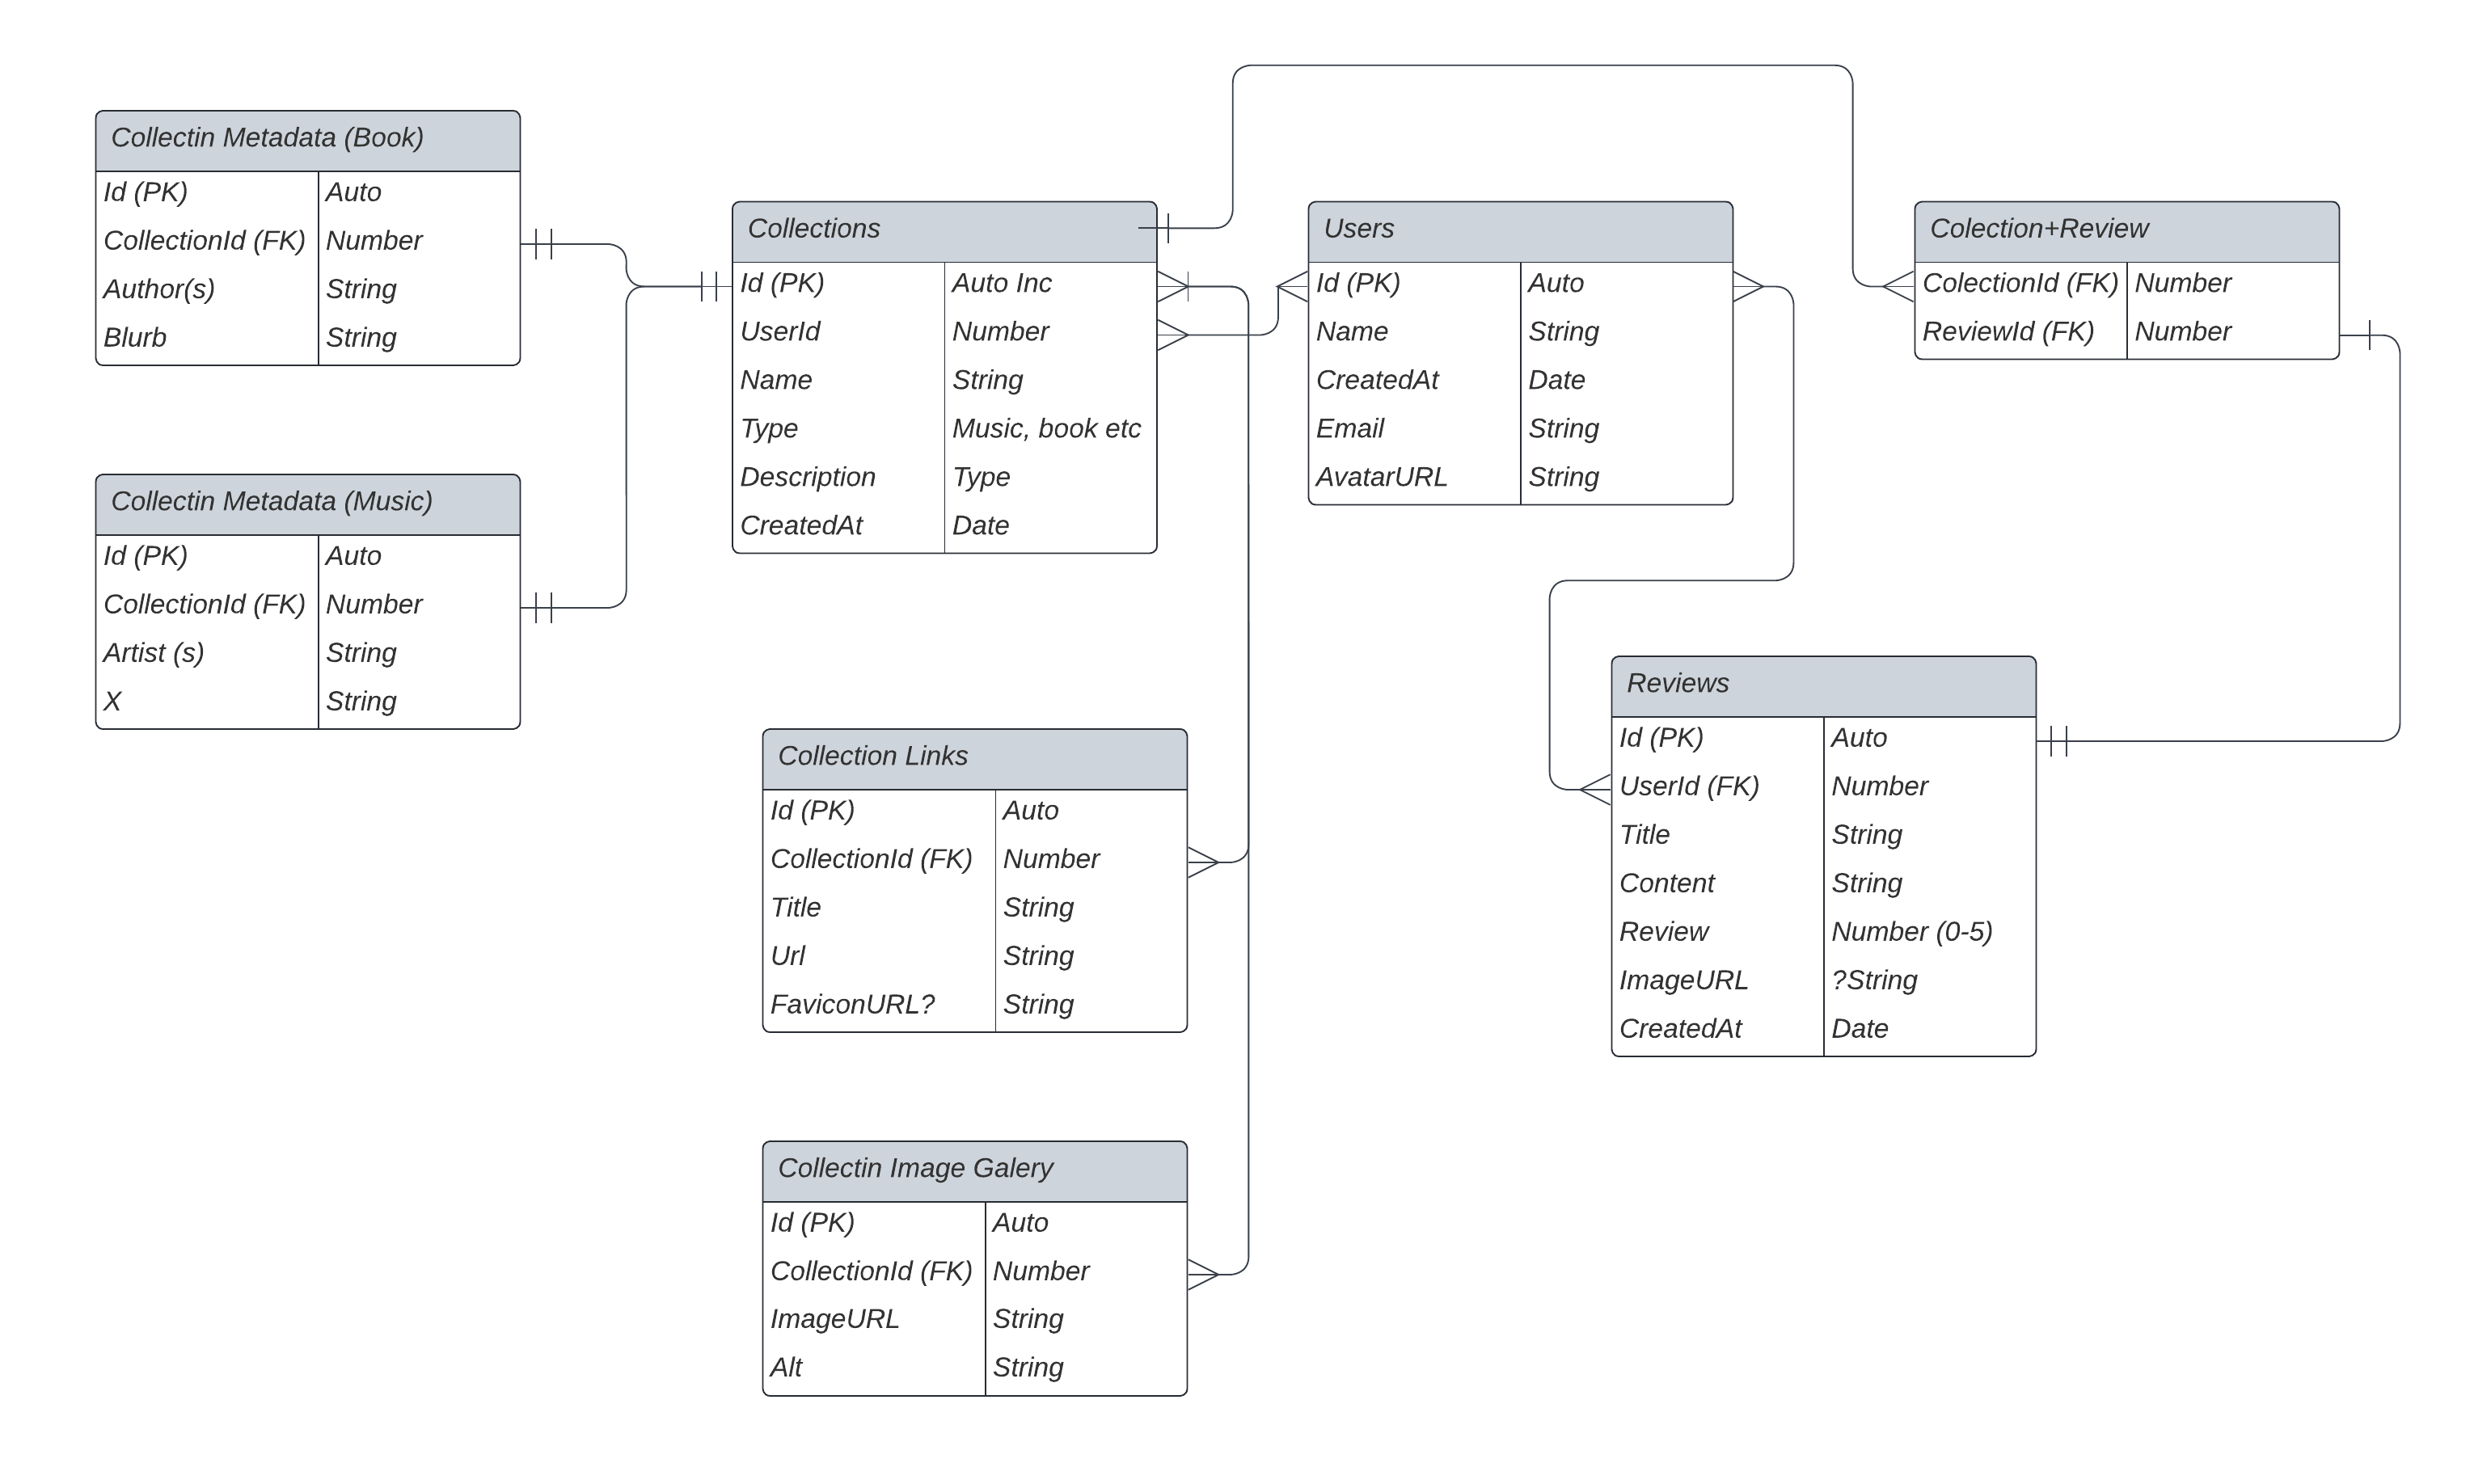 Collectin Metadata (Book)
Id (PK) Auto
CollectionId (FK) Number
Author(s) String
Blurb String
Collectin Metadata (Music)
Id (PK) Auto
CollectionId (FK) Number
Artist (s) String
X String
Collections
Id (PK) Auto Inc
UserId Number
Name String
Type Music, book etc
Description Type
CreatedAt Date
Collection Links
Id (PK) Auto
CollectionId (FK) Number
Title String
Url String
FaviconURL? String
Collectin Image Galery
Id (PK) Auto
CollectionId (FK) Number
ImageURL String
Alt String
Users
Id (PK) Auto
Name String
CreatedAt Date
Email String
AvatarURL String
Colection+Review
ColectionId (FK) Number
ReviewId (FK) Number
Reviews
Id (PK) Auto
UserId (FK) Number
Title String
Content String
Review Number (0-5)
ImageURL ?String
CreatedAt Date